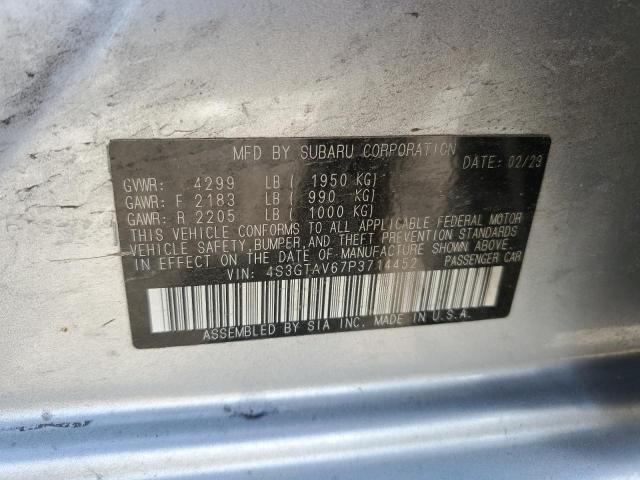 MFD BY SUBARU CORPORATION
DATE: 02/23
GVWR: 4299 LB ( 1950 KG)
GAWR: F 2183 LB ( 990 KG)
GAWR: R 2205 LB ( 1000 KG)
THIS VEHICLE CONFORMS TO ALL APPLICABLE FEDERAL MOTOR
VEHICLE SAFETY, BUMPER, AND THEFT PREVENTION STANDARDS
IN EFFECT ON THE DATE OF MANUFACTURE SHOWN ABOVE.
VIN: 4S3GTAV67P3714452 PASSENGER CAR
ASSEMBLED BY SIA INC. MADE IN U.S.A.